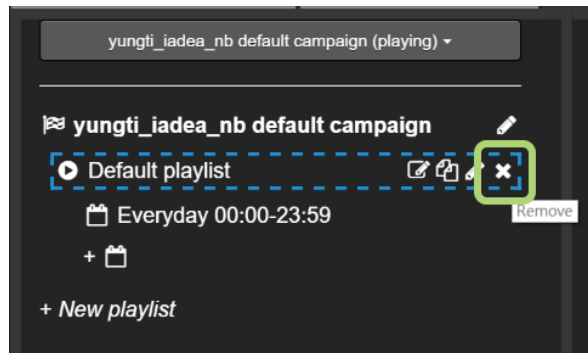 yungti_iadea_nb default campaign (playing)
yungti_iadea_nb default campaign
Default playlist
Remove
Everyday 00:00-23:59
+
+ New playlist